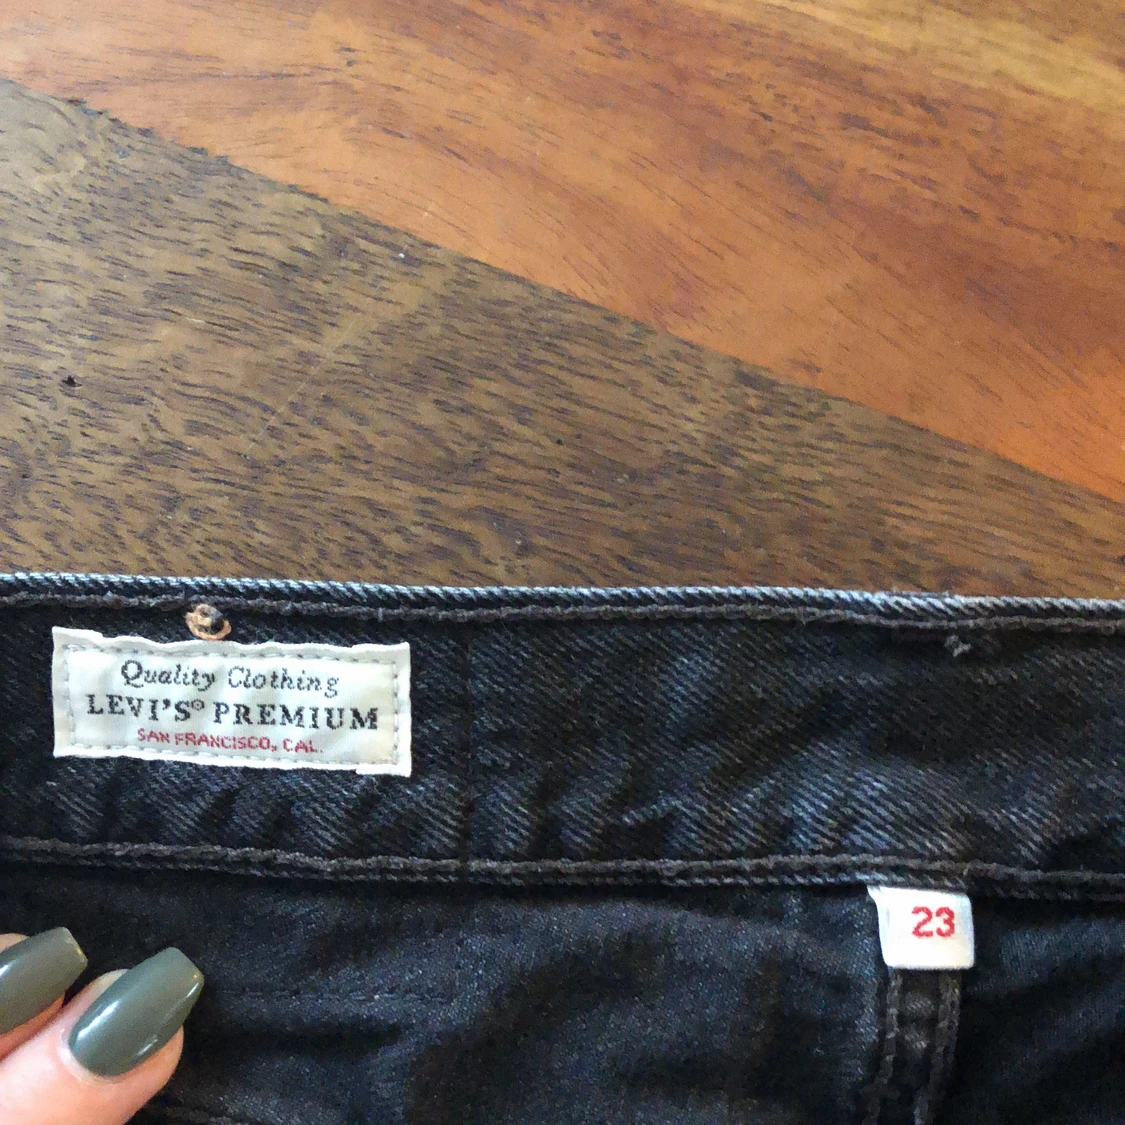 Quality Clothing
LEVI'S® PREMIUM
SAN FRANCISCO, CAL.
23